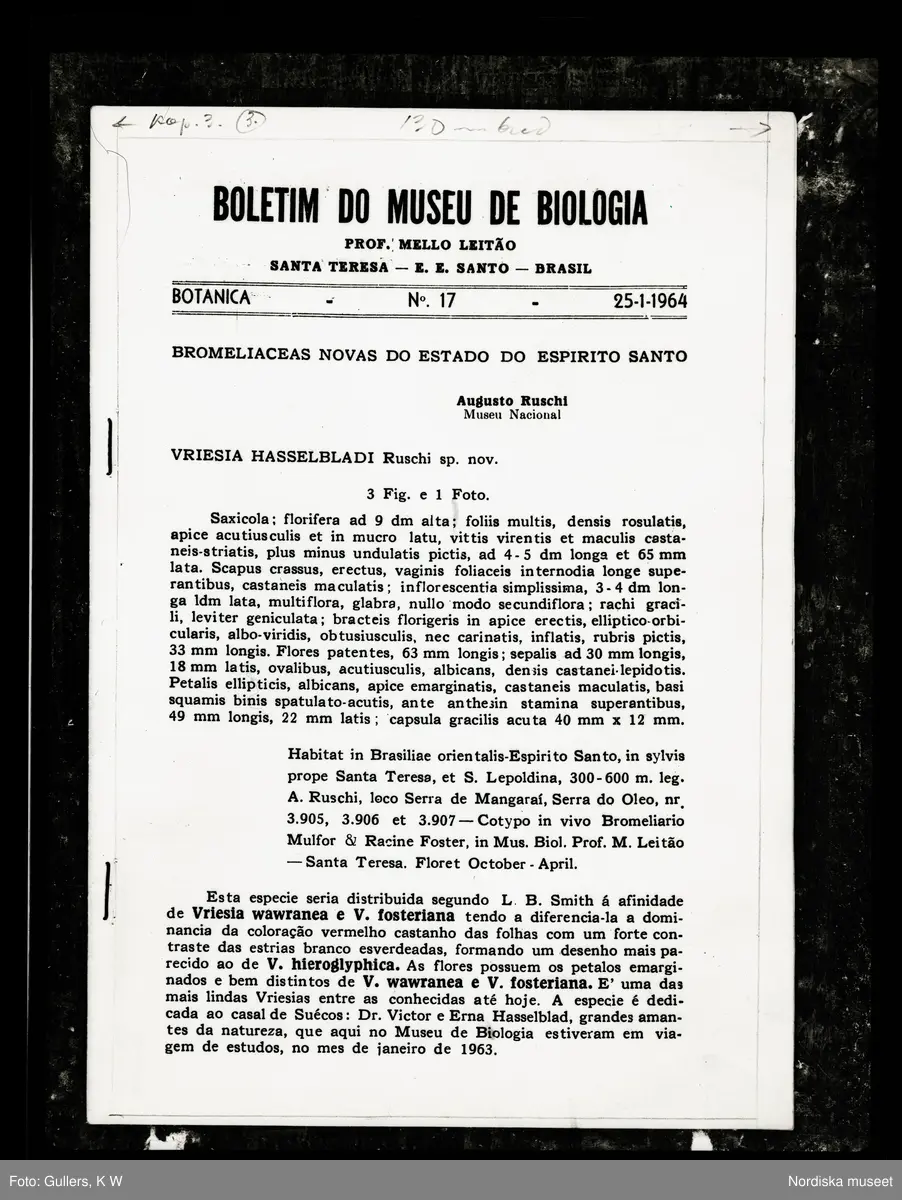 ← Kap. 3. (3.)
BOLETIM DO MUSEU DE BIOLOGIA
PROF. MELLO LEITÃO
SANTA TERESA — E. E. SANTO — BRASIL
BOTANICA - Nº. 17 - 25-1-1964
BROMELIACEAS NOVAS DO ESTADO DO ESPIRITO SANTO
Augusto Ruschi
Museu Nacional
VRIESIA HASSELBLADI Ruschi sp. nov.
3 Fig. e 1 Foto.
Saxicola; florifera ad 9 dm alta; foliis multis, densis rosulatis,
apice acutiusculis et in mucro latu, vittis virentis et maculis casta-
neis-striatis, plus minus undulatis pictis, ad 4-5 dm longa et 65 mm
lata. Scapus crassus, erectus, vaginis foliaceis internodia longe supe-
rantibus, castaneis maculatis; inflorescentia simplissima, 3-4 dm lon-
ga ldm lata, multiflora, glabra, nullo modo secundiflora; rachi graci-
li, leviter geniculata; bracteis florigeris in apice erectis, elliptico-orbi-
cularis, albo-viridis, obtusiusculis, nec carinatis, inflatis, rubris pictis,
33 mm longis. Flores patentes, 63 mm longis; sepalis ad 30 mm longis,
18 mm latis, ovalibus, acutiusculis, albicans, densis castanei-lepidotis.
Petalis ellipticis, albicans, apice emarginatis, castaneis maculatis, basi
squamis binis spatulato-acutis, ante anthesin stamina superantibus,
49 mm longis, 22 mm latis; capsula gracilis acuta 40 mm x 12 mm.
Habitat in Brasiliae orientalis-Espirito Santo, in sylvis
prope Santa Teresa, et S. Lepoldina, 300-600 m. leg.
A. Ruschi, loco Serra de Mangaraí, Serra do Oleo, nr.
3.905, 3.906 et 3.907 — Cotypo in vivo Bromeliario
Mulfor & Racine Foster, in Mus. Biol. Prof. M. Leitão
— Santa Teresa. Floret October - April.
Esta especie seria distribuida segundo L. B. Smith á afinidade
de Vriesia wawranea e V. fosteriana tendo a diferencia-la a domi-
nancia da coloração vermelho castanho das folhas com um forte con-
traste das estrias branco esverdeadas, formando um desenho mais pa-
recido ao de V. hieroglyphica. As flores possuem os petalos emargi-
nados e bem distintos de V. wawranea e V. fosteriana. E' uma das
mais lindas Vriesias entre as conhecidas até hoje. A especie é dedi-
cada ao casal de Suécos: Dr. Victor e Erna Hasselblad, grandes aman-
tes da natureza, que aqui no Museu de Biologia estiveram em via-
gem de estudos, no mes de janeiro de 1963.
Foto: Gullers, K W
Nordiska museet